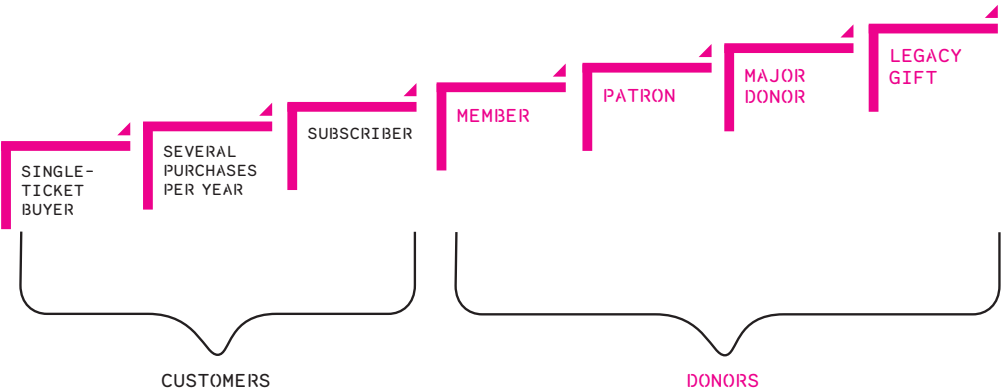 SINGLE-
TICKET
BUYER
SEVERAL
PURCHASES
PER YEAR
SUBSCRIBER
MEMBER
PATRON
MAJOR
DONOR
LEGACY
GIFT
CUSTOMERS
DONORS